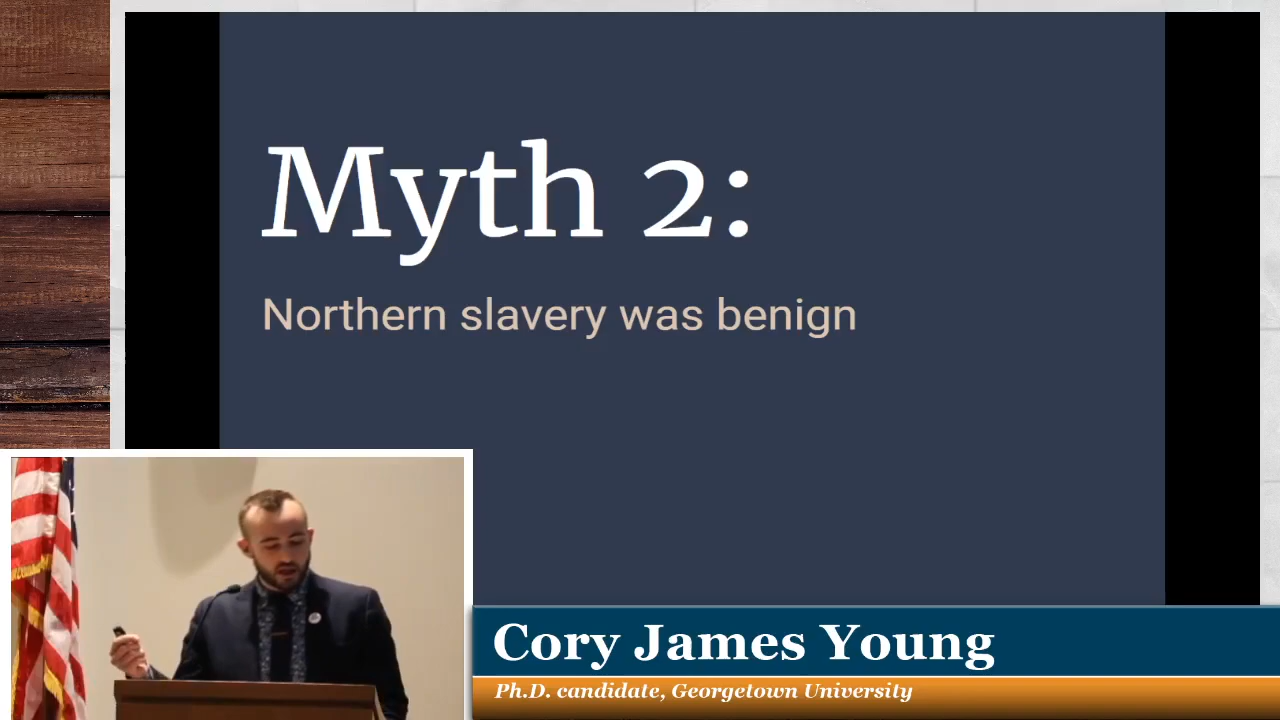 Myth 2:
Northern slavery was benign
Cory James Young
Ph.D. candidate, Georgetown University